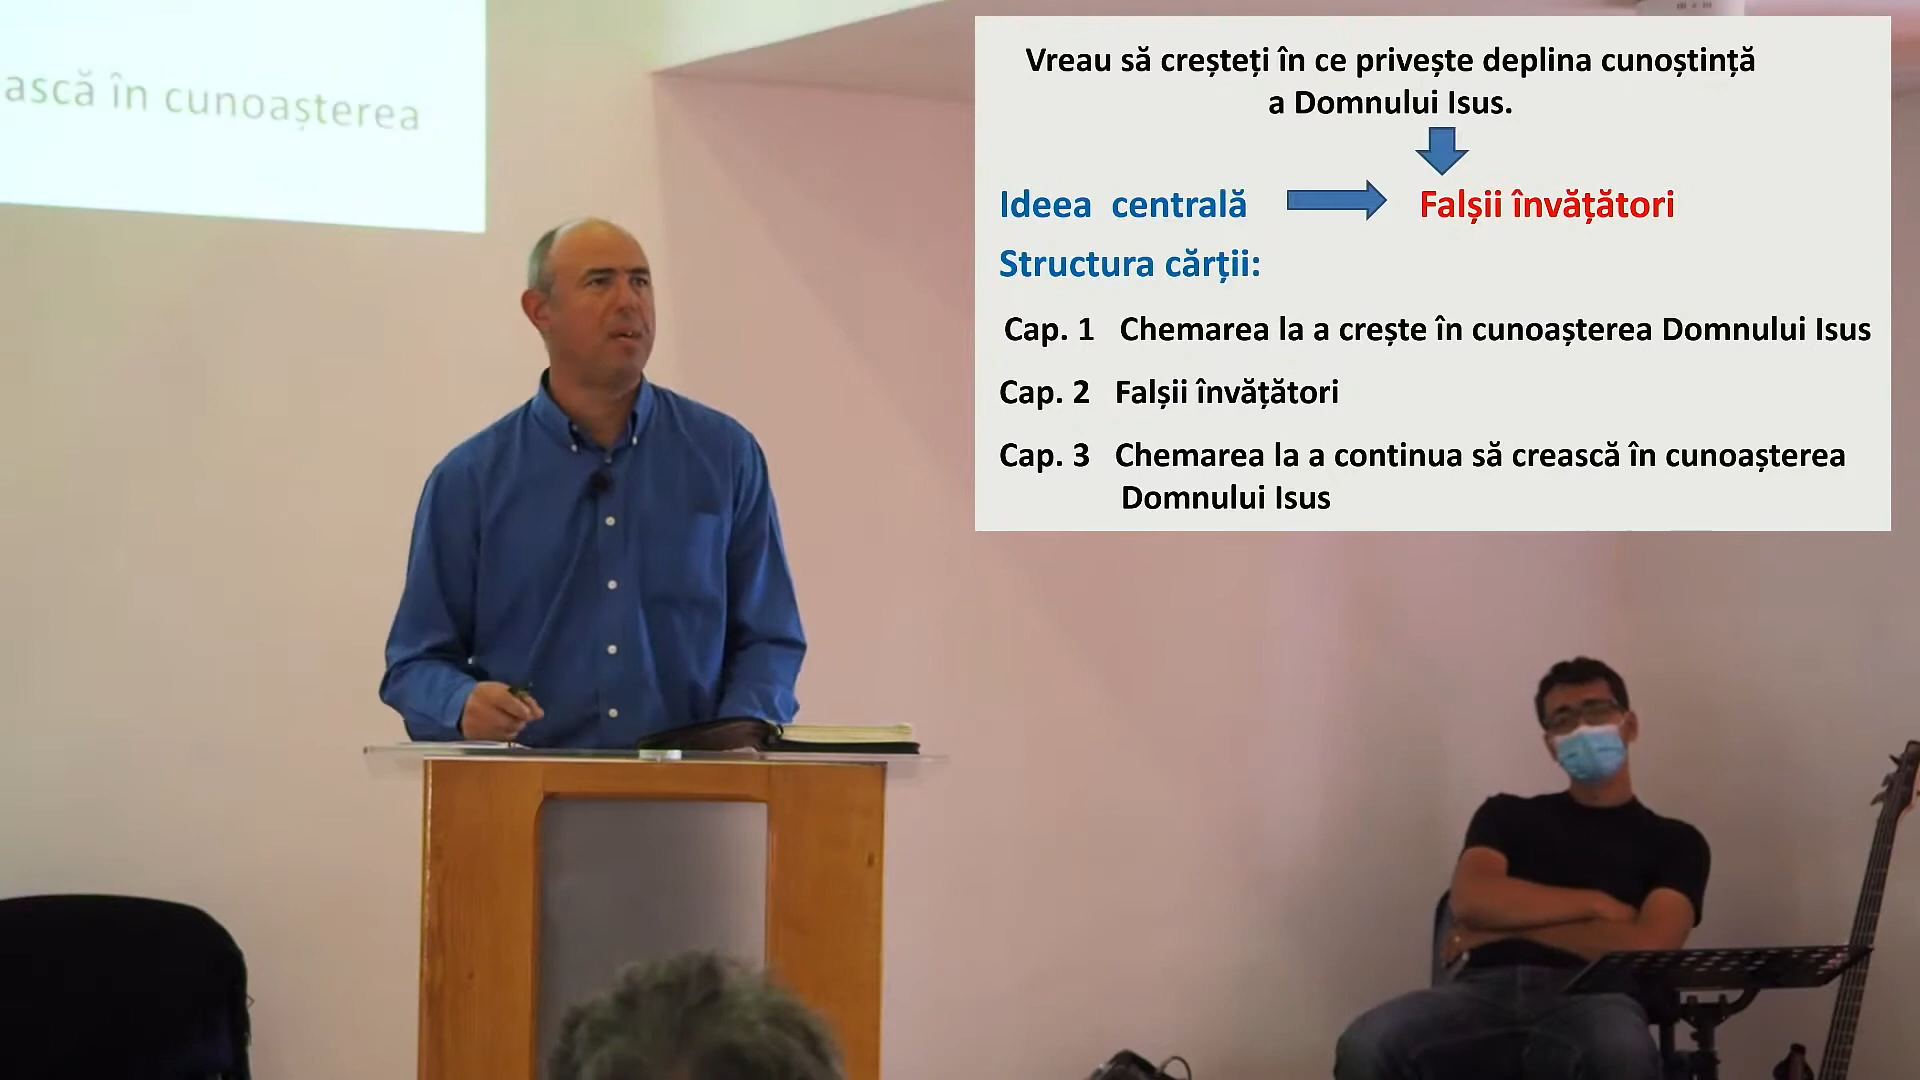 ască în cunoașterea
Vreau să creșteți în ce privește deplina cunoștință
a Domnului Isus.
Ideea centrală
Falșii învățători
Structura cărții:
Cap. 1 Chemarea la a crește în cunoașterea Domnului Isus
Cap. 2 Falșii învățători
Cap. 3 Chemarea la a continua să crească în cunoașterea
Domnului Isus